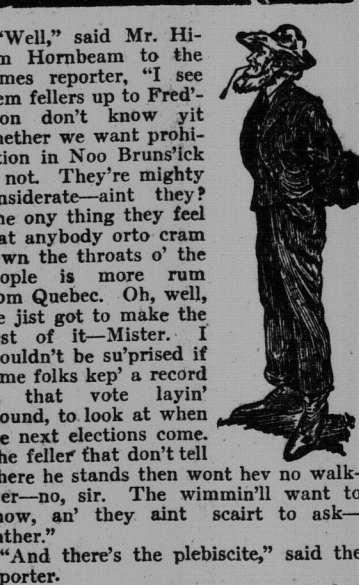 "Well," said Mr. Hi-
m Hornbeam to the
mes reporter, "I see
em fellers up to Fred'-
on don't know yit
hether we want prohi-
tion in Noo Bruns'ick
not. They're mighty
nsiderate—aint they?
he ony thing they feel
at anybody orto cram
wn the throats o' the
ople is more rum
om Quebec. Oh, well,
e jist got to make the
st of it—Mister. I
ouldn't be su'prised if
me folks kep' a record
that vote layin'
ound, to look at when
e next elections come.
he feller that don't tell
here he stands then wont hev no walk-
er—no, sir. The wimmin'll want to
now, an' they aint scairt to ask—
ather."
"And there's the plebiscite," said the
porter.